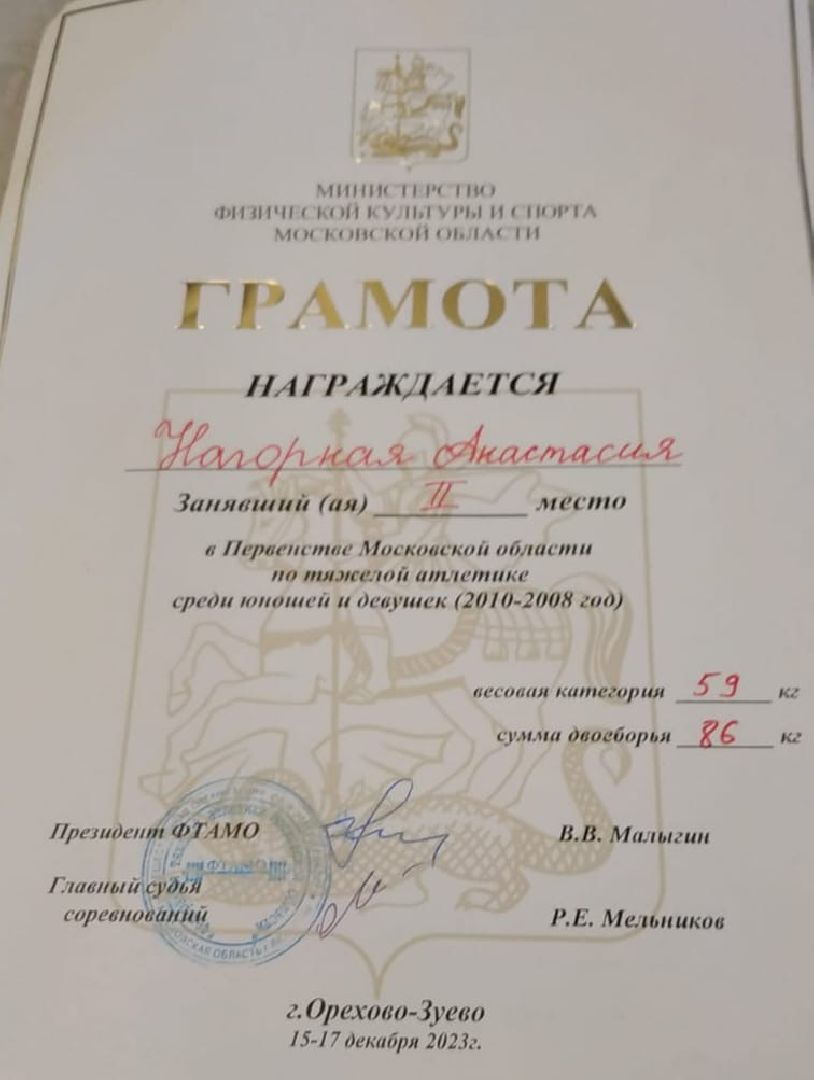 МИНИСТЕРСТВО
ФИЗИЧЕСКОЙ КУЛЬТУРЫ И СПОРТА
МОСКОВСКОЙ ОБЛАСТИ
ГРАМОТА
НАГРАЖДАЕТСЯ
Нагорная Анастасия
Занявший (ая) II место
в Первенстве Московской области
по тяжелой атлетике
среди юношей и девушек (2010-2008 год)
весовая категория 59 кг
сумма двоеборья 86 кг
Президент ФТАМО В.В. Малыгин
Главный судья
соревнований Р.Е. Мельников
г.Орехово-Зуево
15-17 декабря 2023г.